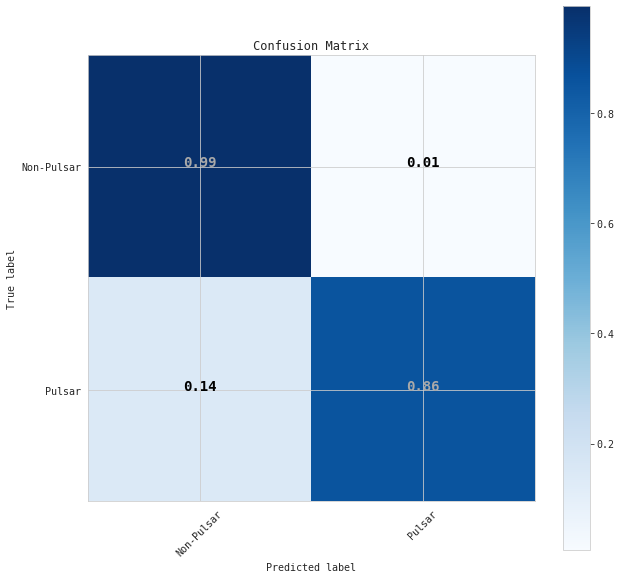 Confusion Matrix
True label
Non-Pulsar
0.99
0.01
Pulsar
0.14
0.86
Non-Pulsar
Pulsar
Predicted label
0.8
0.6
0.4
0.2